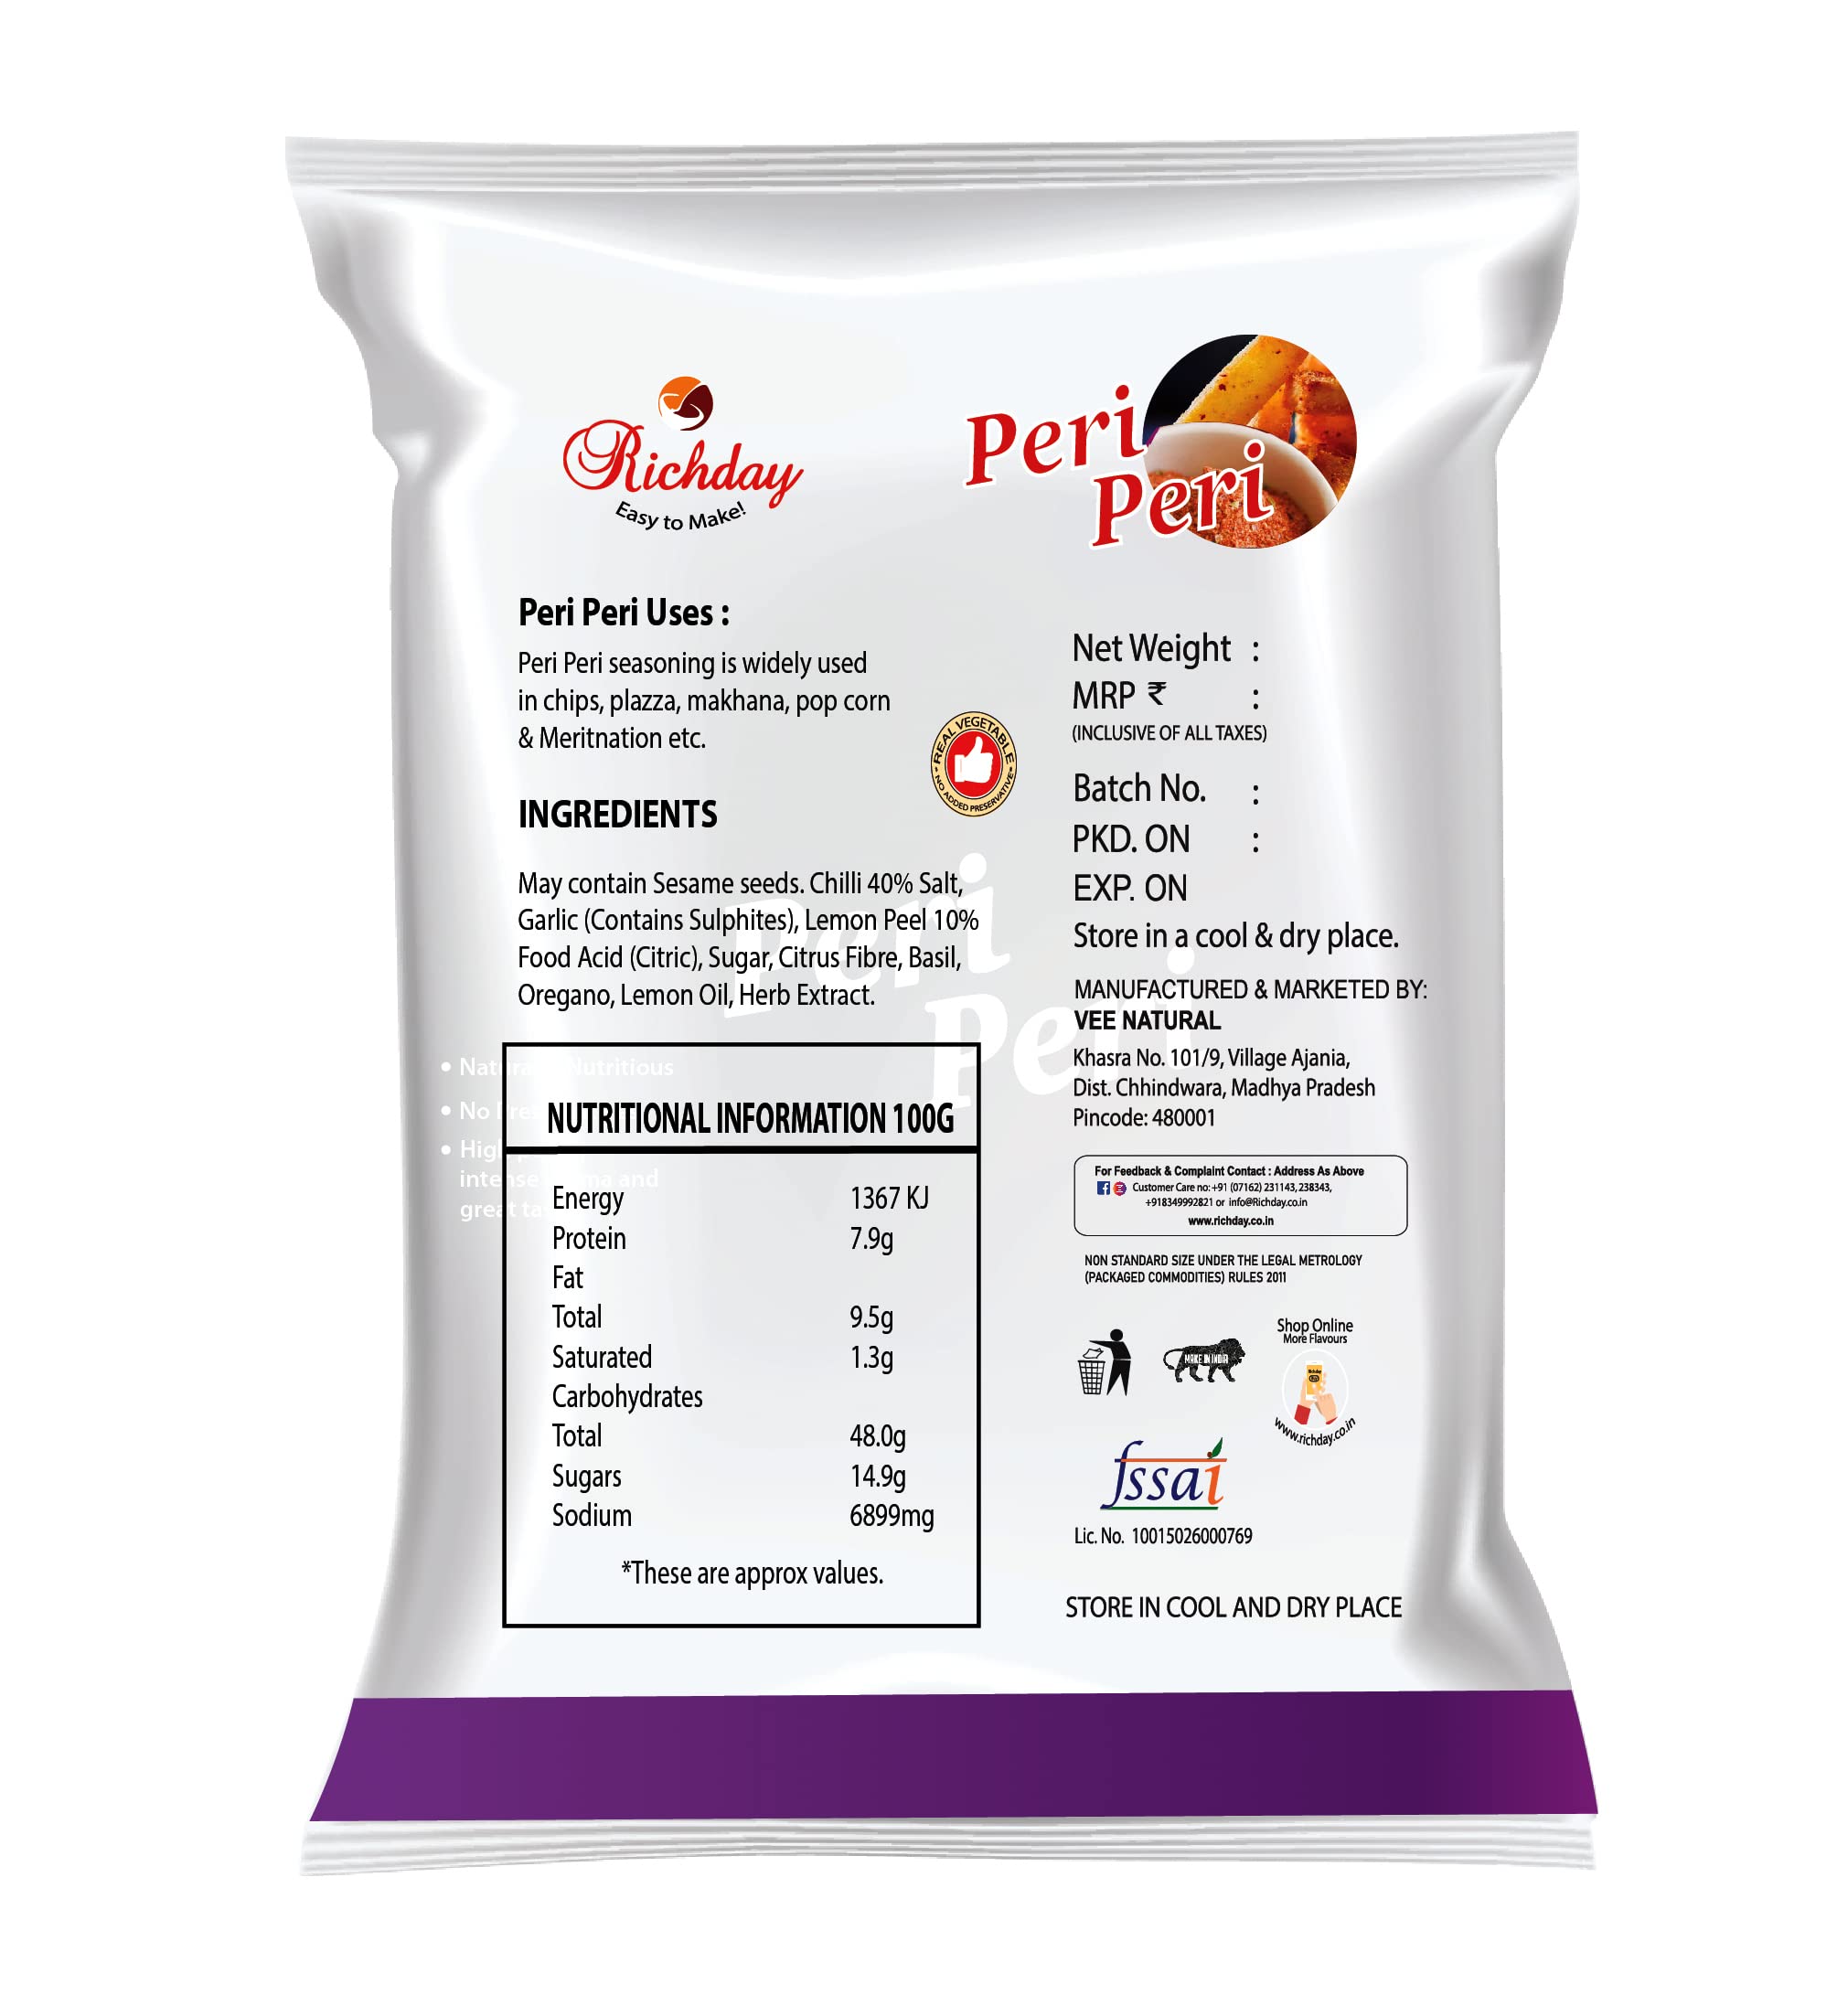 Richday
Easy to Make!
Peri
Peri
Peri Peri Uses :
Peri Peri seasoning is widely used
in chips, plazza, makhana, pop corn
& Meritnation etc.
REAL VEGETABLE
NO ADDED PRESERVATIVE
INGREDIENTS
May contain Sesame seeds. Chilli 40% Salt,
Garlic (Contains Sulphites), Lemon Peel 10%
Food Acid (Citric), Sugar, Citrus Fibre, Basil,
Oregano, Lemon Oil, Herb Extract.
Peri
Peri
Nutritious
• No
intense and
great
NUTRITIONAL INFORMATION 100G
Energy 1367 KJ
Protein 7.9g
Fat
Total 9.5g
Saturated 1.3g
Carbohydrates
Total 48.0g
Sugars 14.9g
Sodium 6899mg
*These are approx values.
Net Weight :
MRP ₹ :
(INCLUSIVE OF ALL TAXES)
Batch No. :
PKD. ON :
EXP. ON
Store in a cool & dry place.
MANUFACTURED & MARKETED BY:
VEE NATURAL
Khasra No. 101/9, Village Ajania,
Dist. Chhindwara, Madhya Pradesh
Pincode: 480001
For Feedback & Complaint Contact : Address As Above
Customer Care no: +91 (07162) 231143, 238343,
+918349992821 or info@Richday.co.in
www.richday.co.in
NON STANDARD SIZE UNDER THE LEGAL METROLOGY
(PACKAGED COMMODITIES) RULES 2011
MAKE IN INDIA
Shop Online
More Flavours
www.richday.co.in
fssai
Lic. No. 10015026000769
STORE IN COOL AND DRY PLACE